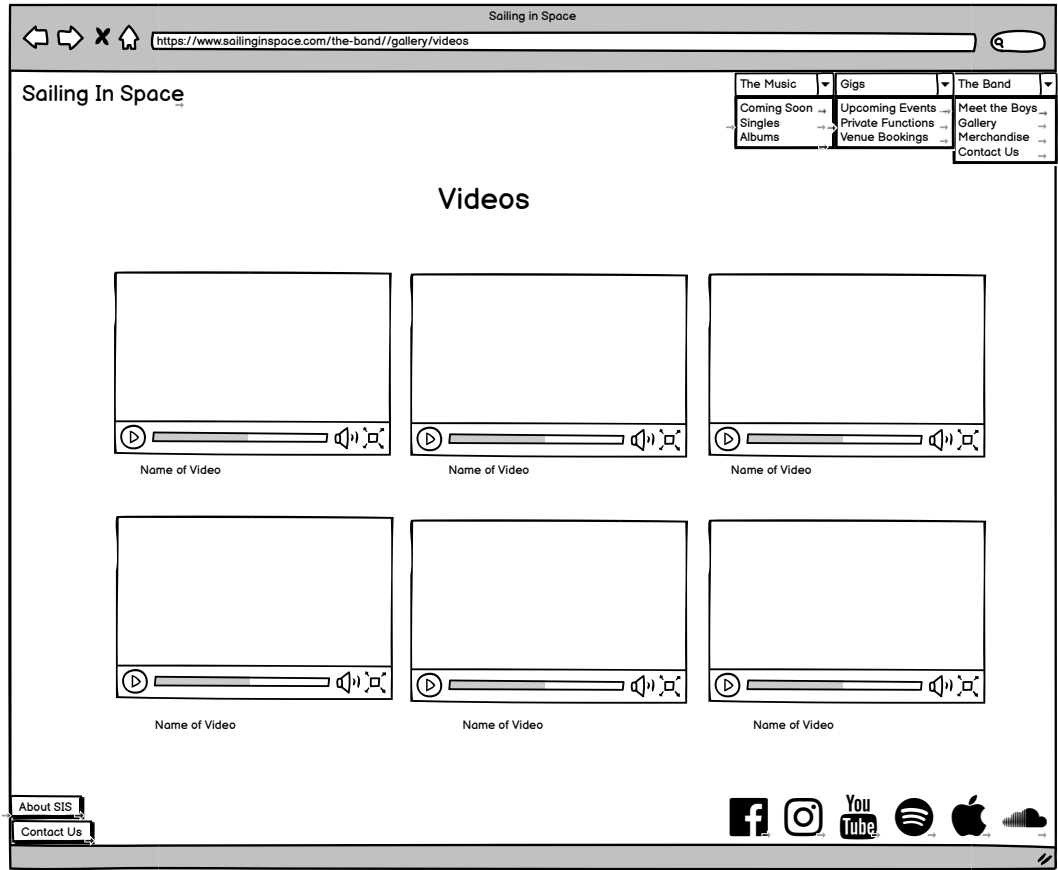 Sailing in Space
https://www.sailinginspace.com/the-band//gallery/videos
Sailing In Space
The Music
Coming Soon
Singles
Albums
Gigs
Upcoming Events
Private Functions
Venue Bookings
The Band
Meet the Boys
Gallery
Merchandise
Contact Us
Videos
Name of Video
Name of Video
Name of Video
Name of Video
Name of Video
Name of Video
About SIS
Contact Us
You
Tube